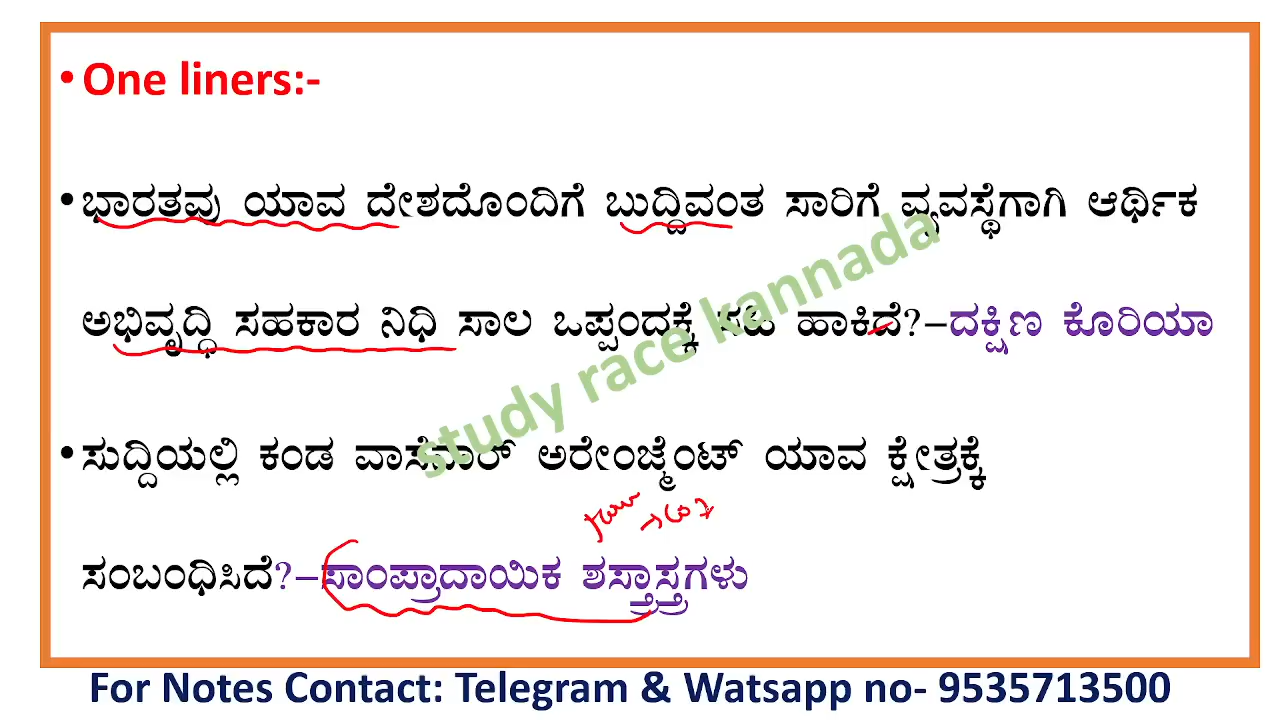 • One liners:-
• ಭಾರತವು ಯಾವ ದೇಶದೊಂದಿಗೆ ಬುದ್ದಿವಂತ ಸಾರಿಗೆ ವ್ಯವಸ್ಥೆಗಾಗಿ ಆರ್ಥಿಕ
ಅಭಿವೃದ್ಧಿ ಸಹಕಾರ ನಿಧಿ ಸಾಲ ಒಪ್ಪಂದಕ್ಕೆ ಸಹಿ ಹಾಕಿದೆ?-ದಕ್ಷಿಣ ಕೊರಿಯಾ
study race kannada
• ಸುದ್ದಿಯಲ್ಲಿ ಕಂಡ ವಾಸೆನಾರ್ ಅರೇಂಜ್ಮೆಂಟ್ ಯಾವ ಕ್ಷೇತ್ರಕ್ಕೆ
ಸಂಬಂಧಿಸಿದೆ?-ಸಾಂಪ್ರಾದಾಯಿಕ ಶಸ್ತ್ರಾಸ್ತ್ರಗಳು
For Notes Contact: Telegram & Watsapp no- 9535713500